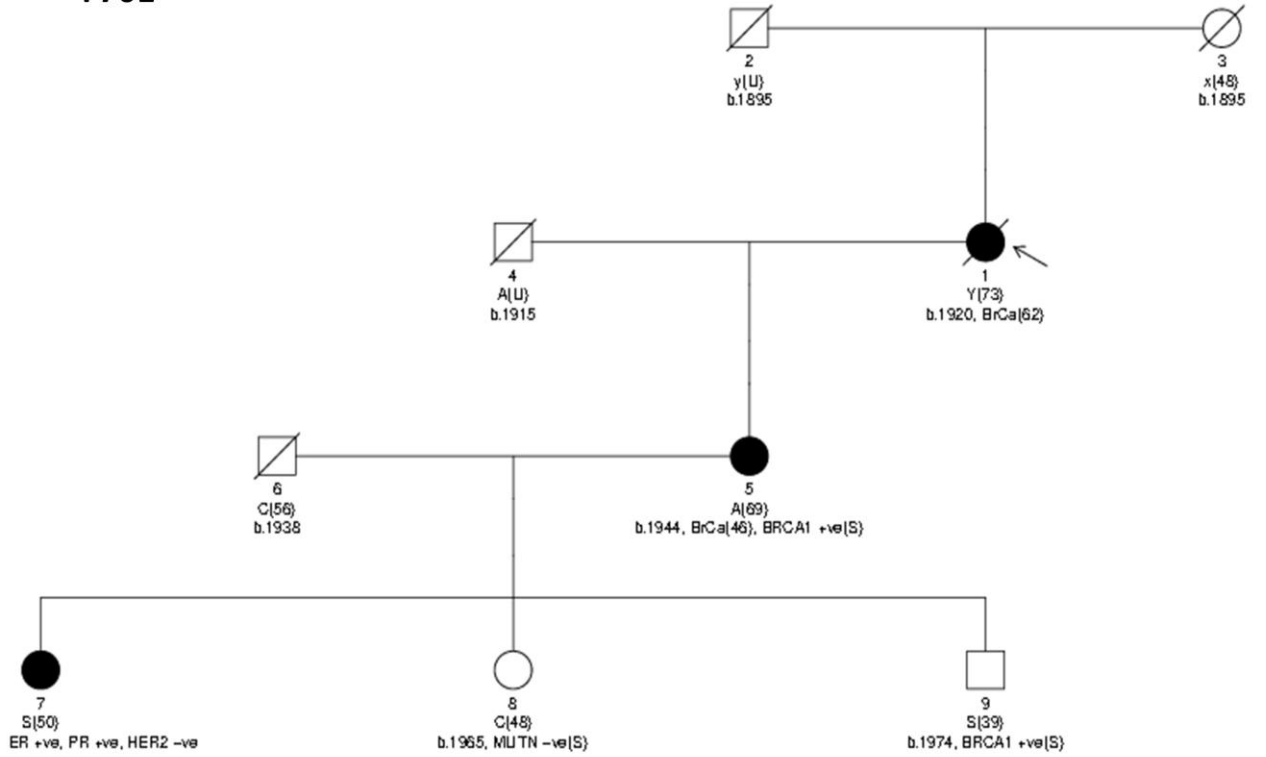 2
3
y(U)
x(48)
b.1895
b.1895
4
1
A(U)
Y(73)
b.1915
b.1920, BrCa(62)
6
5
C(56)
A(69)
b.1938
b.1944, BrCa(46), BRCA1 +ve(S)
7
8
9
S(50)
C(48)
S(39)
ER +ve, PR +ve, HER2 -ve
b.1965, MUTN -ve(S)
b.1974, BRCA1 +ve(S)